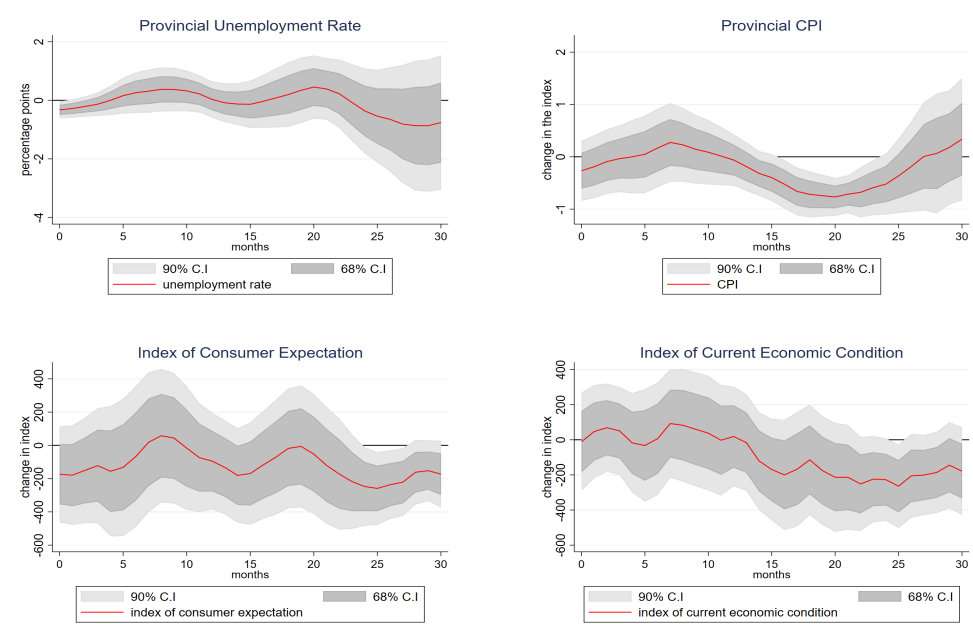 Provincial Unemployment Rate
percentage points
2
0
-2
-4
0 5 10 15 20 25 30
months
90% C.I 68% C.I
unemployment rate
Provincial CPI
change in the index
2
1
0
-1
0 5 10 15 20 25 30
months
90% C.I 68% C.I
CPI
Index of Consumer Expectation
change in index
400
200
0
-200
-400
-600
0 5 10 15 20 25 30
months
90% C.I 68% C.I
index of consumer expectation
Index of Current Economic Condition
change in index
400
200
0
-200
-400
-600
0 5 10 15 20 25 30
months
90% C.I 68% C.I
index of current economic condition